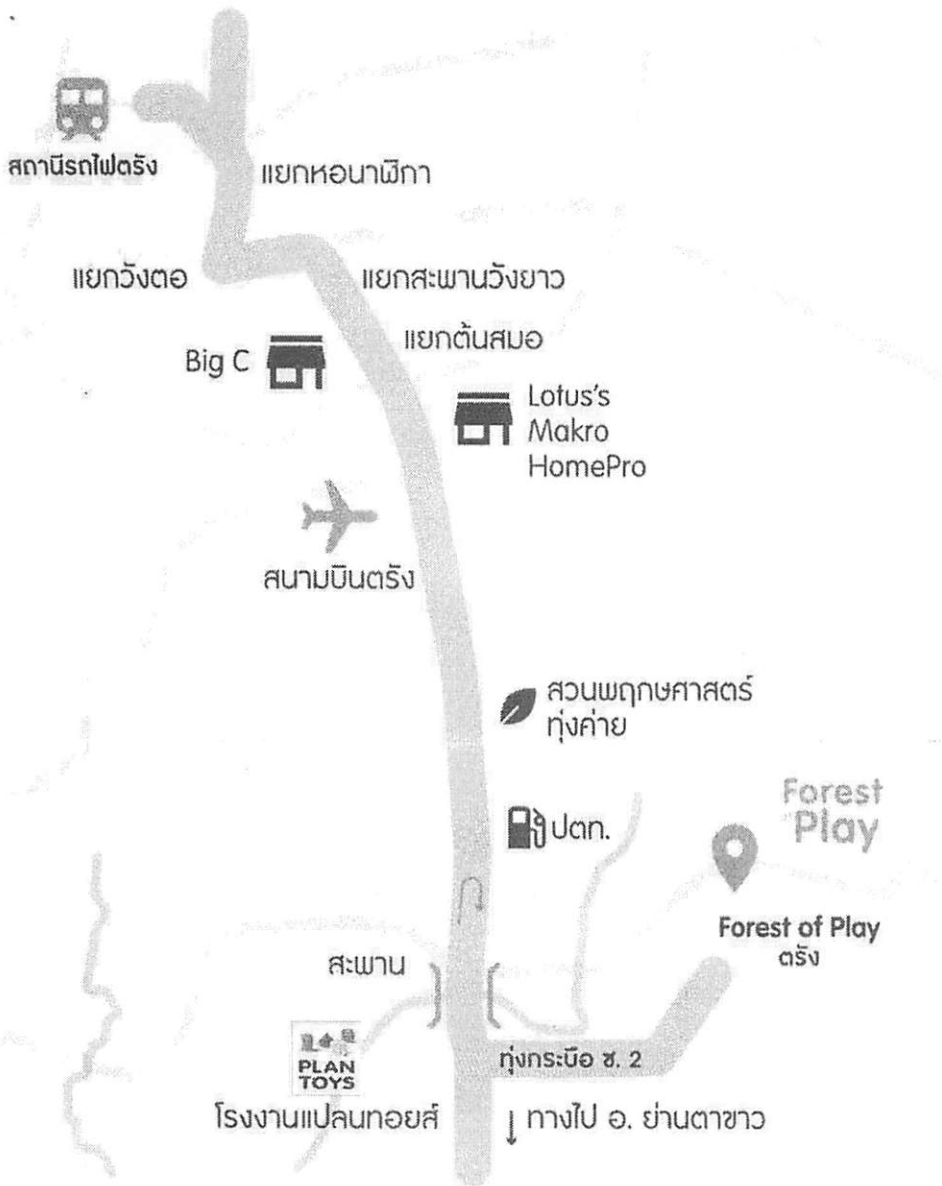 สถานีรถไฟตรัง
แยกหอนาฬิกา
แยกวังตอ
แยกสะพานวังยาว
แยกต้นสมอ
Big C
Lotus's
Makro
HomePro
สนามบินตรัง
สวนพฤกษศาสตร์
ทุ่งค่าย
ปตท.
Forest
Play
Forest of Play
ตรัง
สะพาน
PLAN
TOYS
ทุ่งกระบือ ซ. 2
โรงงานแปลนทอยส์
ทางไป อ. ย่านตาขาว